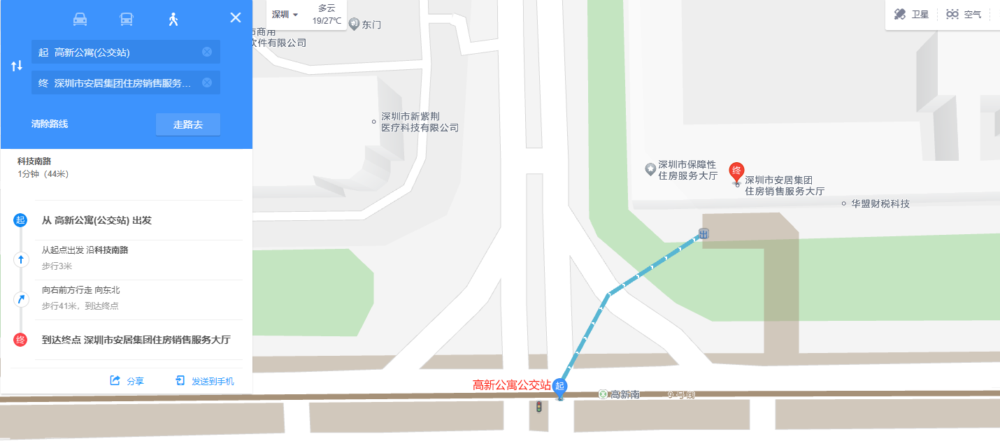 起 高新公寓(公交站)
终 深圳市安居集团住房销售服务...
清除路线
走路去
科技南路
1分钟（44米）
起
从 高新公寓(公交站) 出发
从起点出发 沿科技南路
步行3米
向右前方行走 向东北
步行41米，到达终点
终
到达终点 深圳市安居集团住房销售服务大厅
分享
发送到手机
深圳
多云
19/27℃
东门
卫星
空气
商用
软件有限公司
深圳市新紫荆
医疗科技有限公司
深圳市保障性
住房服务大厅
终
深圳市安居集团
住房销售服务大厅
华盟财税科技
出
高新公寓公交站
起
高新南
9号线